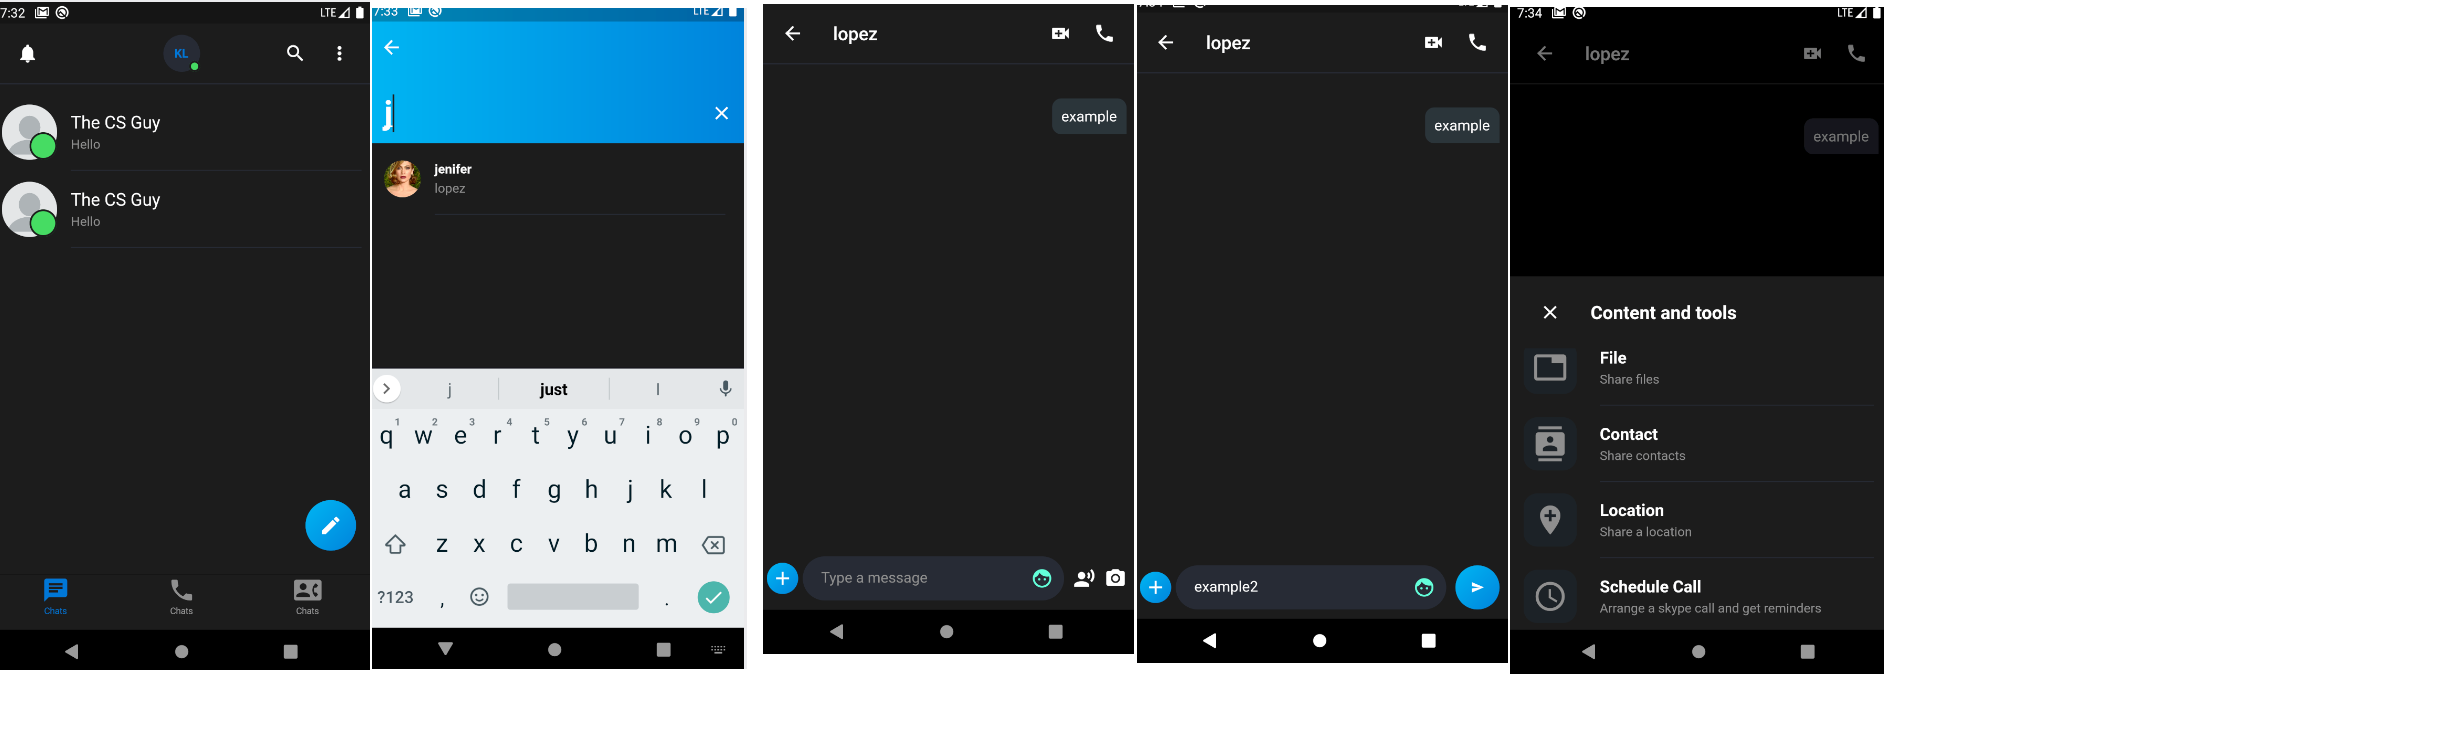 7:32
LTE
KL
The CS Guy
Hello
The CS Guy
Hello
Chats
Chats
Chats
7:33
LTE
j
jenifer
lopez
j
just
l
1 2 3 4 5 6 7 8 9 0
q w e r t y u i o p
a s d f g h j k l
z x c v b n m
?123 , .
lopez
example
Type a message
lopez
example
example2
7:34
LTE
lopez
example
Content and tools
File
Share files
Contact
Share contacts
Location
Share a location
Schedule Call
Arrange a skype call and get reminders